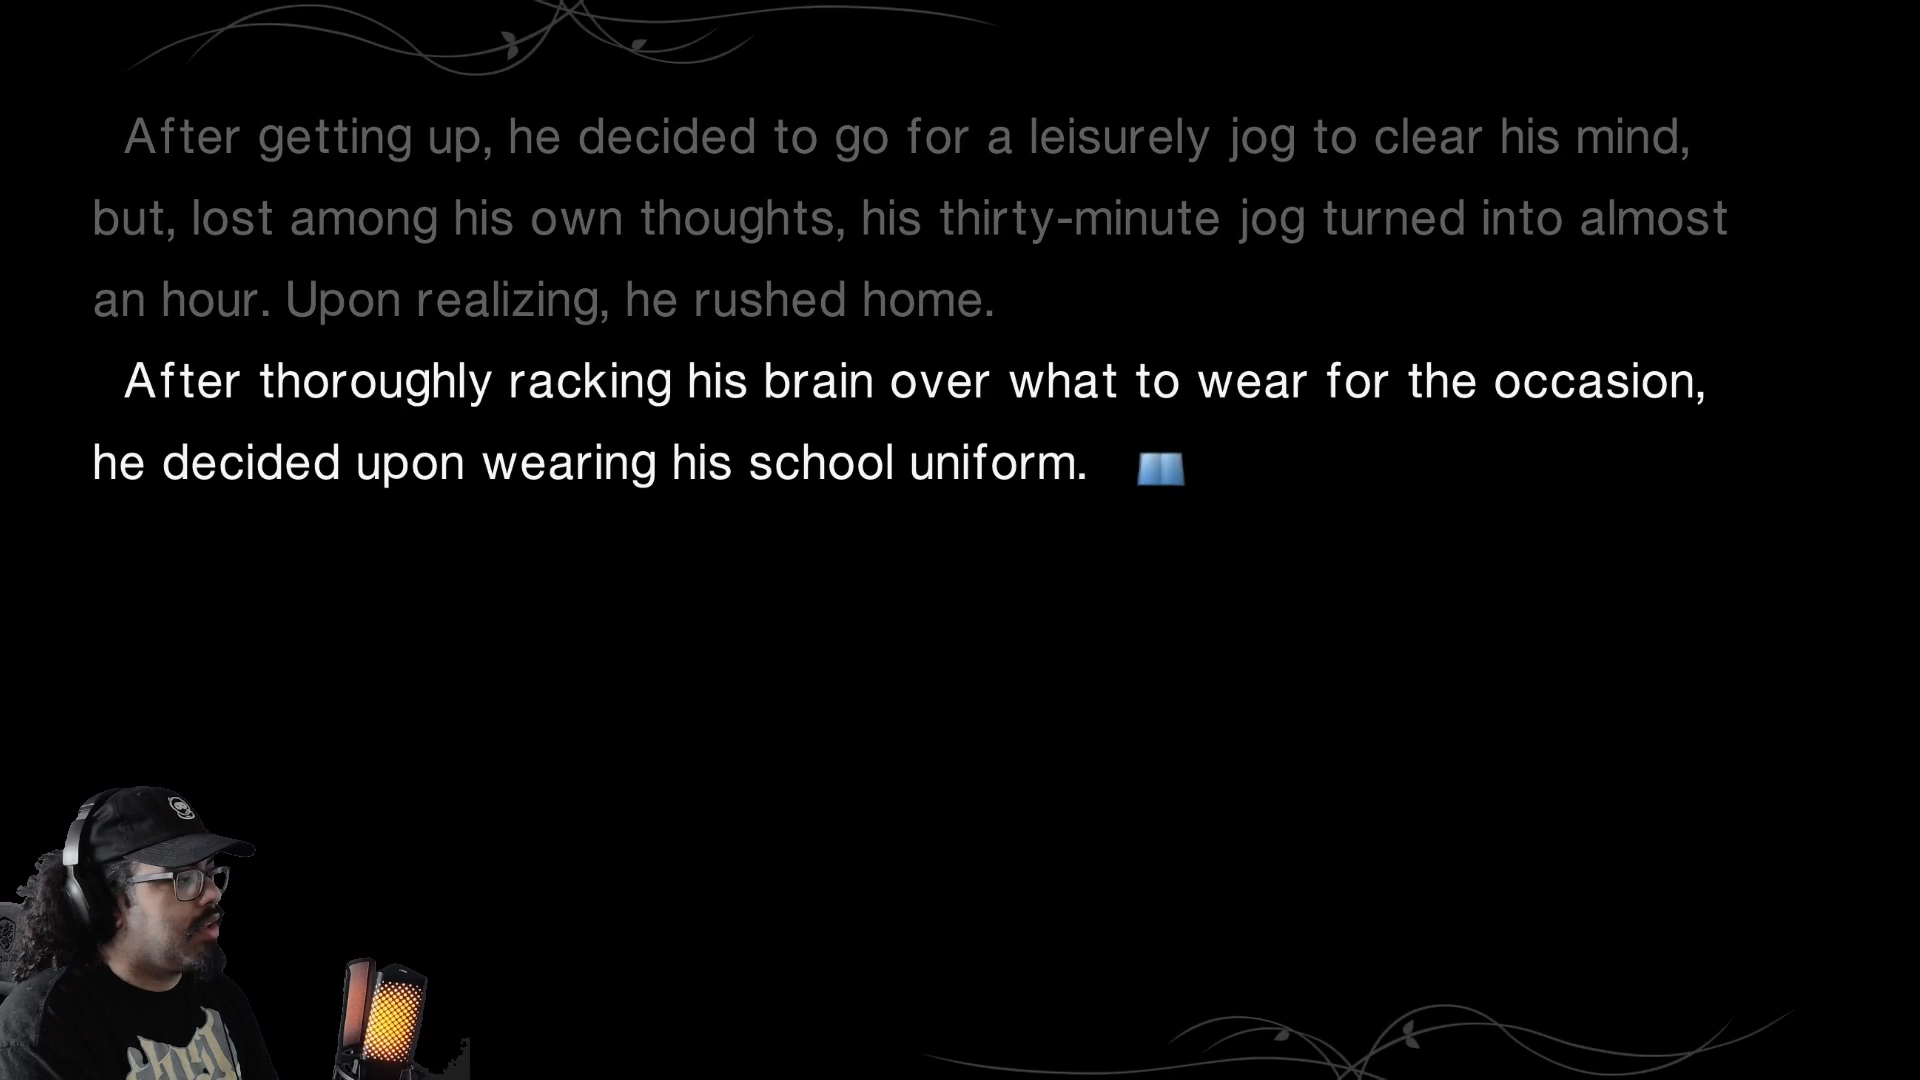 After getting up, he decided to go for a leisurely jog to clear his mind,
but, lost among his own thoughts, his thirty-minute jog turned into almost
an hour. Upon realizing, he rushed home.
After thoroughly racking his brain over what to wear for the occasion,
he decided upon wearing his school uniform.